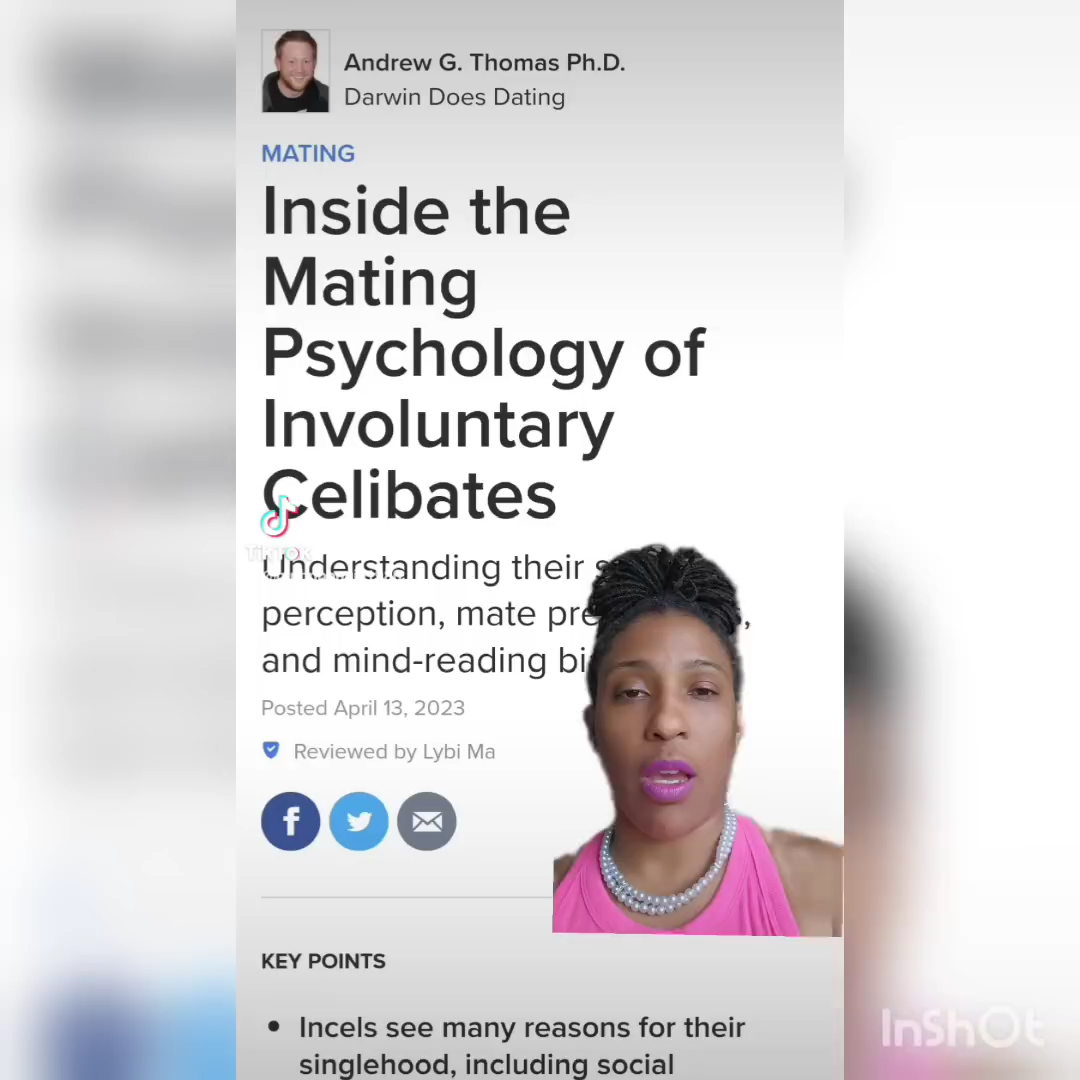 Andrew G. Thomas Ph.D.
Darwin Does Dating
MATING
Inside the
Mating
Psychology of
Involuntary
Celibates
TikTok
Understanding their
perception, mate
and mind-reading
Posted April 13, 2023
Reviewed by Lybi Ma
KEY POINTS
Incels see many reasons for their
singlehood, including social
InShOt